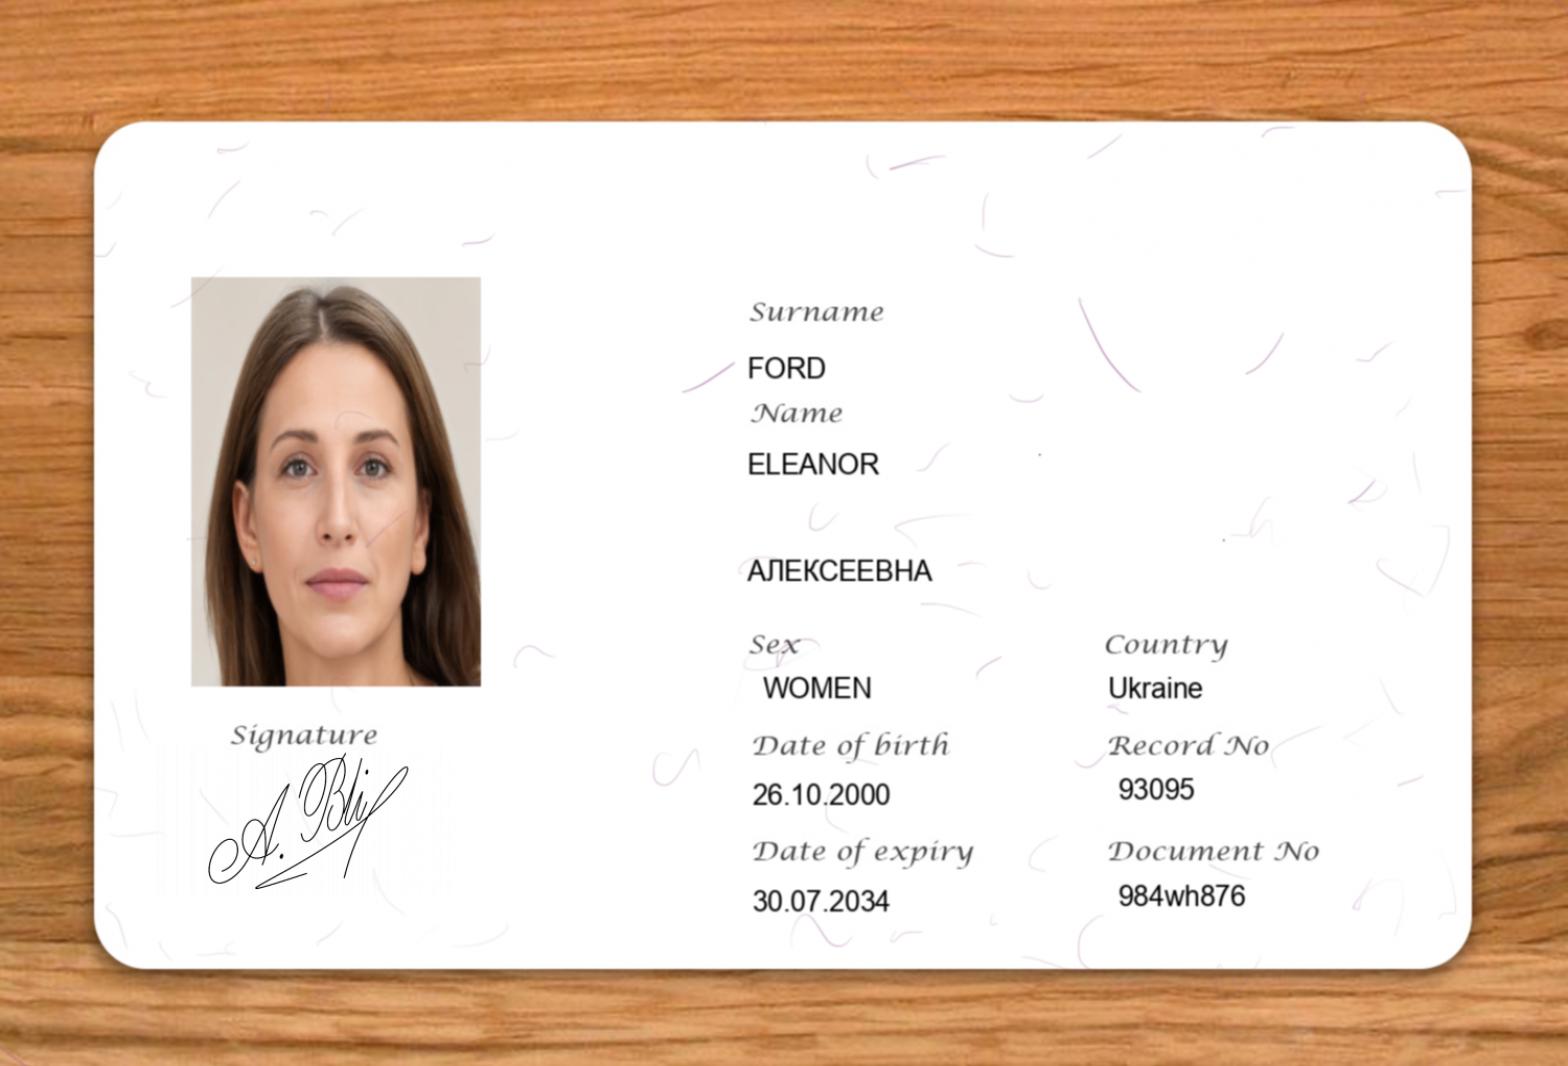 Surname
FORD
Name
ELEANOR
АЛЕКСЕЕВНА
Sex
WOMEN
Country
Ukraine
Date of birth
26.10.2000
Record No
93095
Date of expiry
30.07.2034
Document No
984wh876
Signature